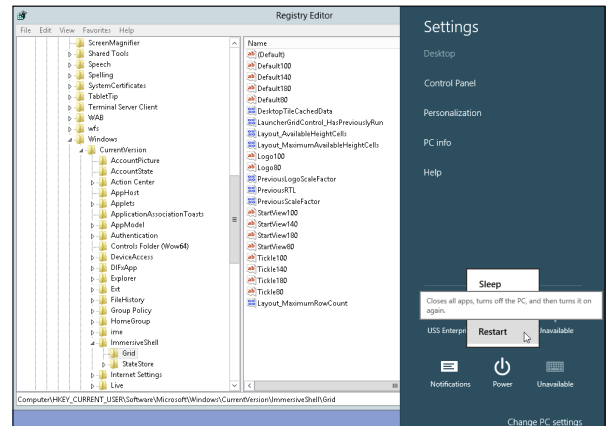 Registry Editor
File Edit View Favorites Help
ScreenMagnifier
Shared Tools
Speech
Spelling
SystemCertificates
TabletTip
Terminal Server Client
WAB
wfs
Windows
CurrentVersion
AccountPicture
AccountState
Action Center
AppHost
Applets
ApplicationAssociationToasts
AppModel
Authentication
Controls Folder (Wow64)
DeviceAccess
DIFxApp
Explorer
Ext
FileHistory
Group Policy
HomeGroup
ime
ImmersiveShell
Grid
StateStore
Internet Settings
Live
Name
(Default)
Default100
Default140
Default180
Default80
DesktopTileCachedData
LauncherGridControl_HasPreviouslyRun
Layout_AvailableHeightCells
Layout_MaximumAvailableHeightCells
Logo100
Logo80
PreviousLogoScaleFactor
PreviousRTL
PreviousScaleFactor
StartView100
StartView140
StartView180
StartView80
Tickle100
Tickle140
Tickle180
Tickle80
Layout_MaximumRowCount
Computer\HKEY_CURRENT_USER\Software\Microsoft\Windows\CurrentVersion\ImmersiveShell\Grid
Settings
Desktop
Control Panel
Personalization
PC info
Help
Sleep
Closes all apps, turns off the PC, and then turns it on
again.
USS Enterpri
Restart
Unavailable
Notifications Power Unavailable
Change PC settings